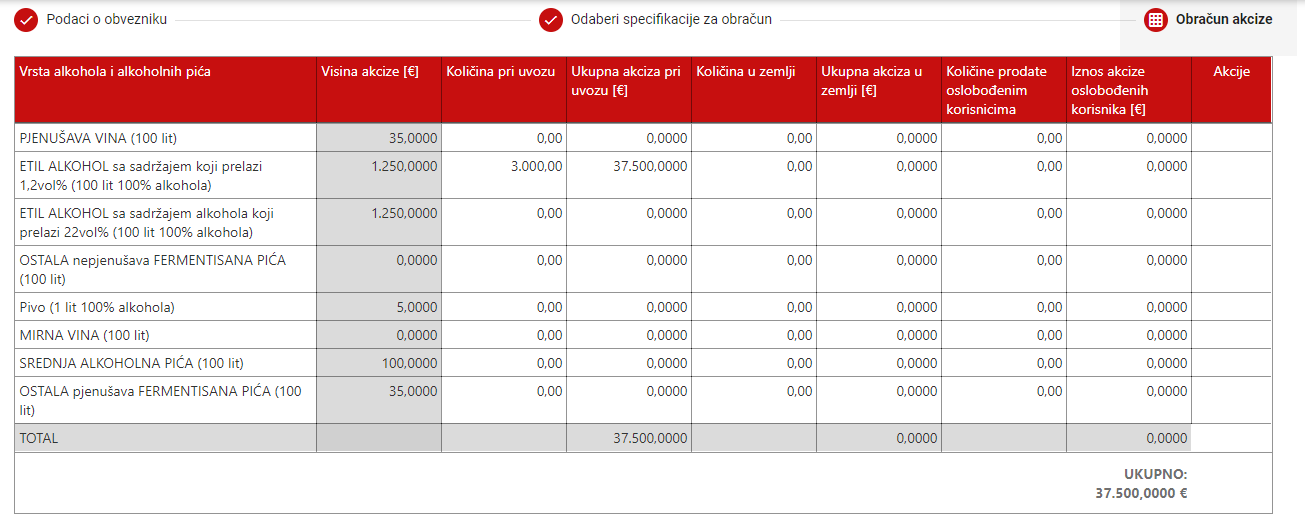 Podaci o obvezniku
Odaberi specifikacije za obračun
Obračun akcize
Vrsta alkohola i alkoholnih pića
Visina akcize [€]
Količina pri uvozu
Ukupna akciza pri
uvozu [€]
Količina u zemlji
Ukupna akciza u
zemlji [€]
Količine prodate
oslobođenim
korisnicima
Iznos akcize
oslobođenih
korisnika [€]
Akcije
PJENUŠAVA VINA (100 lit) 35,0000 0,00 0,0000 0,00 0,0000 0,00 0,0000
ETIL ALKOHOL sa sadržajem koji prelazi 1.250,0000 3.000,00 37.500,0000 0,00 0,0000 0,00 0,0000
1,2vol% (100 lit 100% alkohola)
ETIL ALKOHOL sa sadržajem alkohola koji 1.250,0000 0,00 0,0000 0,00 0,0000 0,00 0,0000
prelazi 22vol% (100 lit 100% alkohola)
OSTALA nepjenušava FERMENTISANA PIĆA 0,0000 0,00 0,0000 0,00 0,0000 0,00 0,0000
(100 lit)
Pivo (1 lit 100% alkohola) 5,0000 0,00 0,0000 0,00 0,0000 0,00 0,0000
MIRNA VINA (100 lit) 0,0000 0,00 0,0000 0,00 0,0000 0,00 0,0000
SREDNJA ALKOHOLNA PIĆA (100 lit) 100,0000 0,00 0,0000 0,00 0,0000 0,00 0,0000
OSTALA pjenušava FERMENTISANA PIĆA (100 35,0000 0,00 0,0000 0,00 0,0000 0,00 0,0000
lit)
TOTAL 37.500,0000 0,0000 0,0000
UKUPNO:
37.500,0000 €